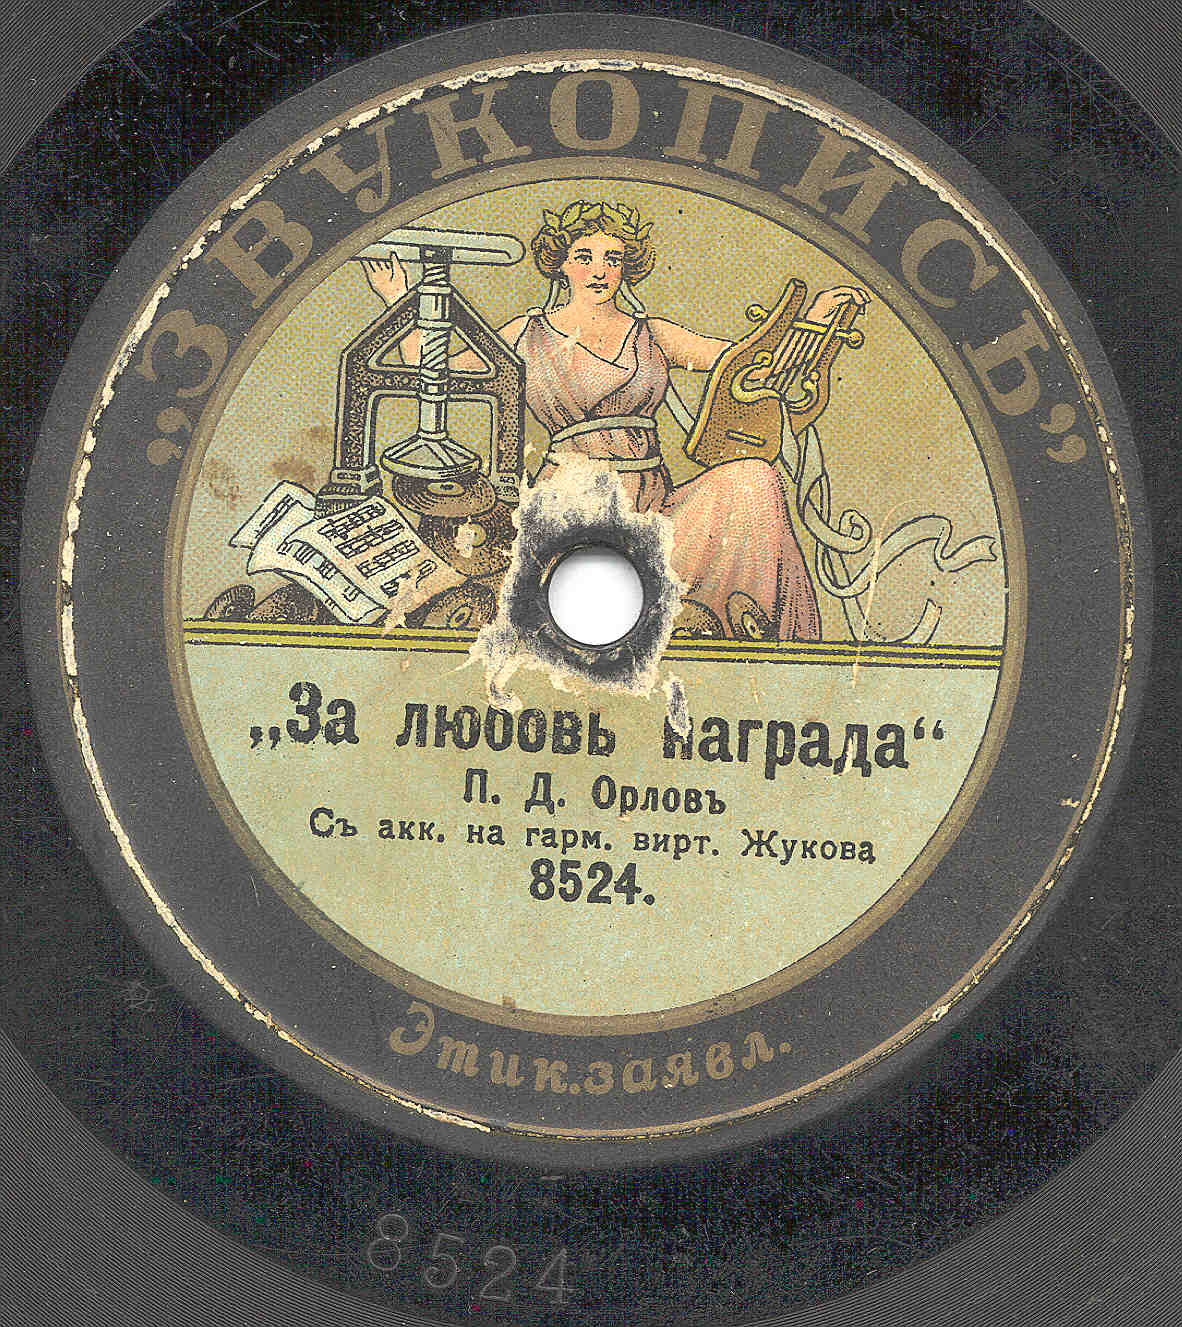 „ЗВУКОПИСЬ”
„За любовь награда“
П. Д. Орловъ
Съ акк. на гарм. вирт. Жукова
8524.
Этик. заявл.
8524